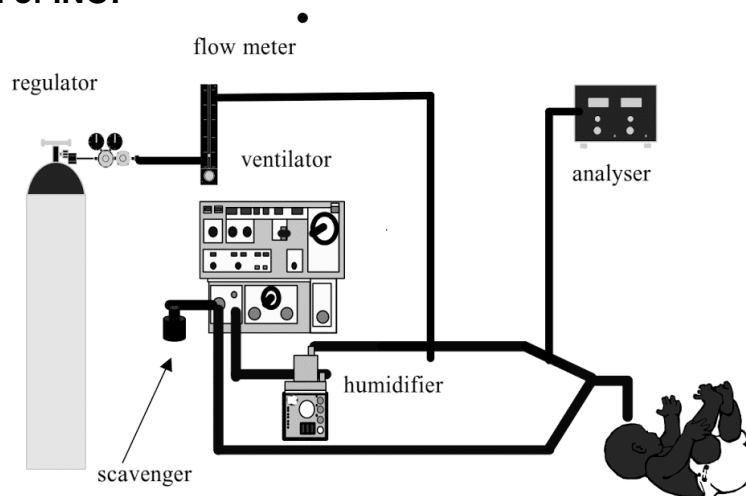 flow meter
regulator
ventilator
analyser
humidifier
scavenger